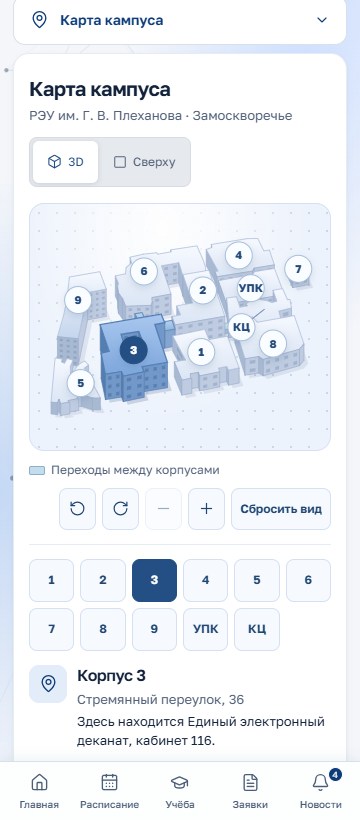 Карта кампуса
Карта кампуса
РЭУ им. Г. В. Плеханова · Замоскворечье
3D Сверху
4
6
7
9
2
УПК
КЦ
3
1
8
5
Переходы между корпусами
Сбросить вид
1 2 3 4 5 6
7 8 9 УПК КЦ
Корпус 3
Стремянный переулок, 36
Здесь находится Единый электронный
деканат, кабинет 116.
4
Главная Расписание Учёба Заявки Новости